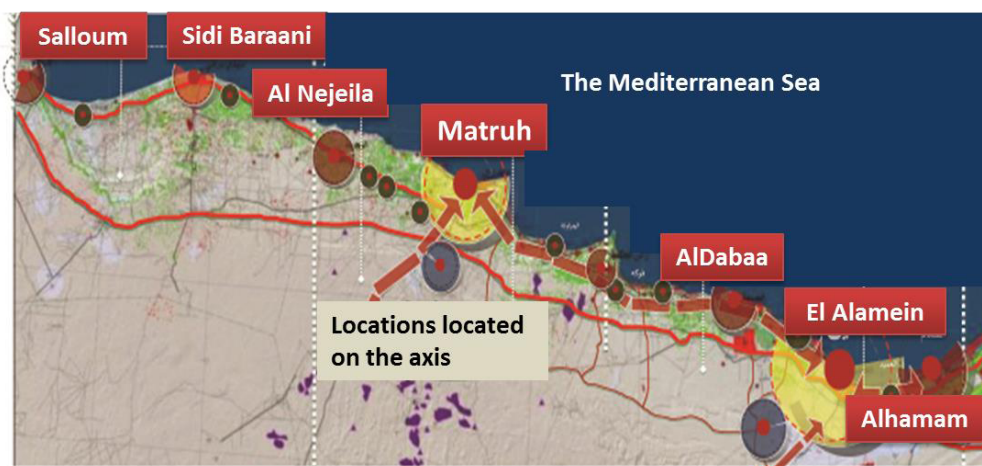 Salloum
Sidi Baraani
Al Nejeila
The Mediterranean Sea
Matruh
AlDabaa
El Alamein
Locations located
on the axis
Alhamam